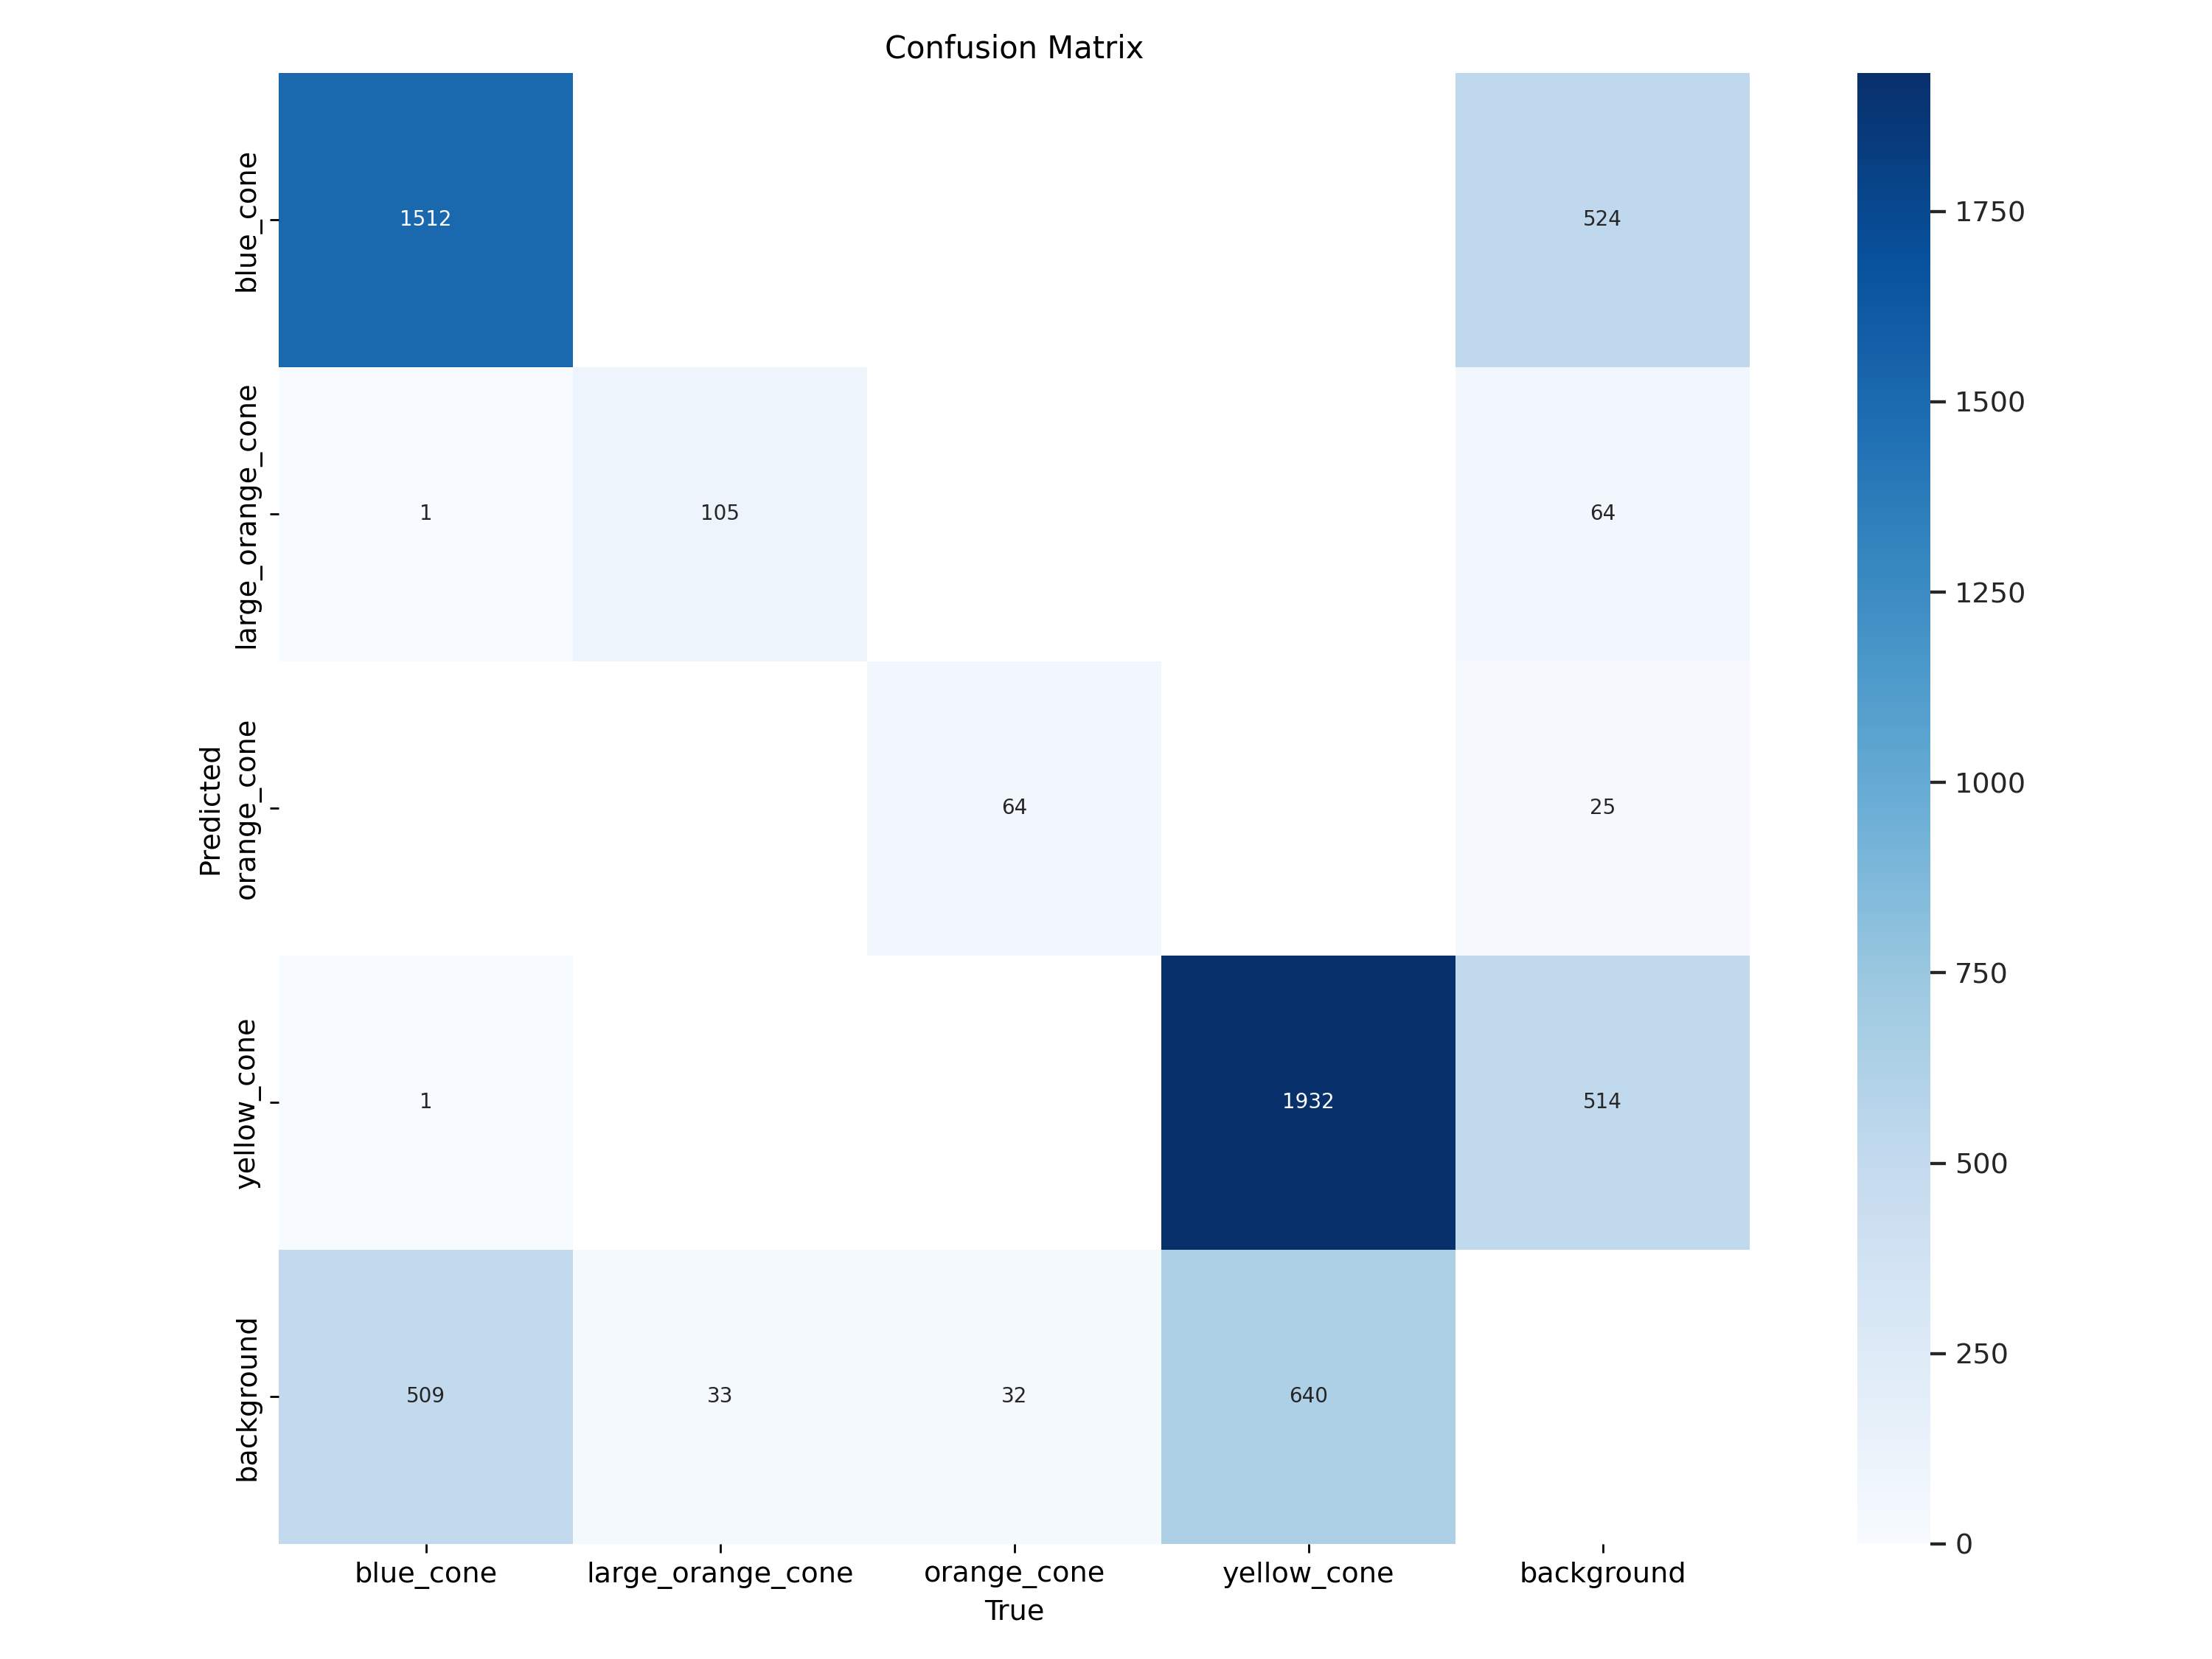 Confusion Matrix
blue_cone
1512
524
large_orange_cone
1
105
64
Predicted
orange_cone
64
25
yellow_cone
1
1932
514
background
509
33
32
640
blue_cone large_orange_cone orange_cone yellow_cone background
True
1750
1500
1250
1000
750
500
250
0